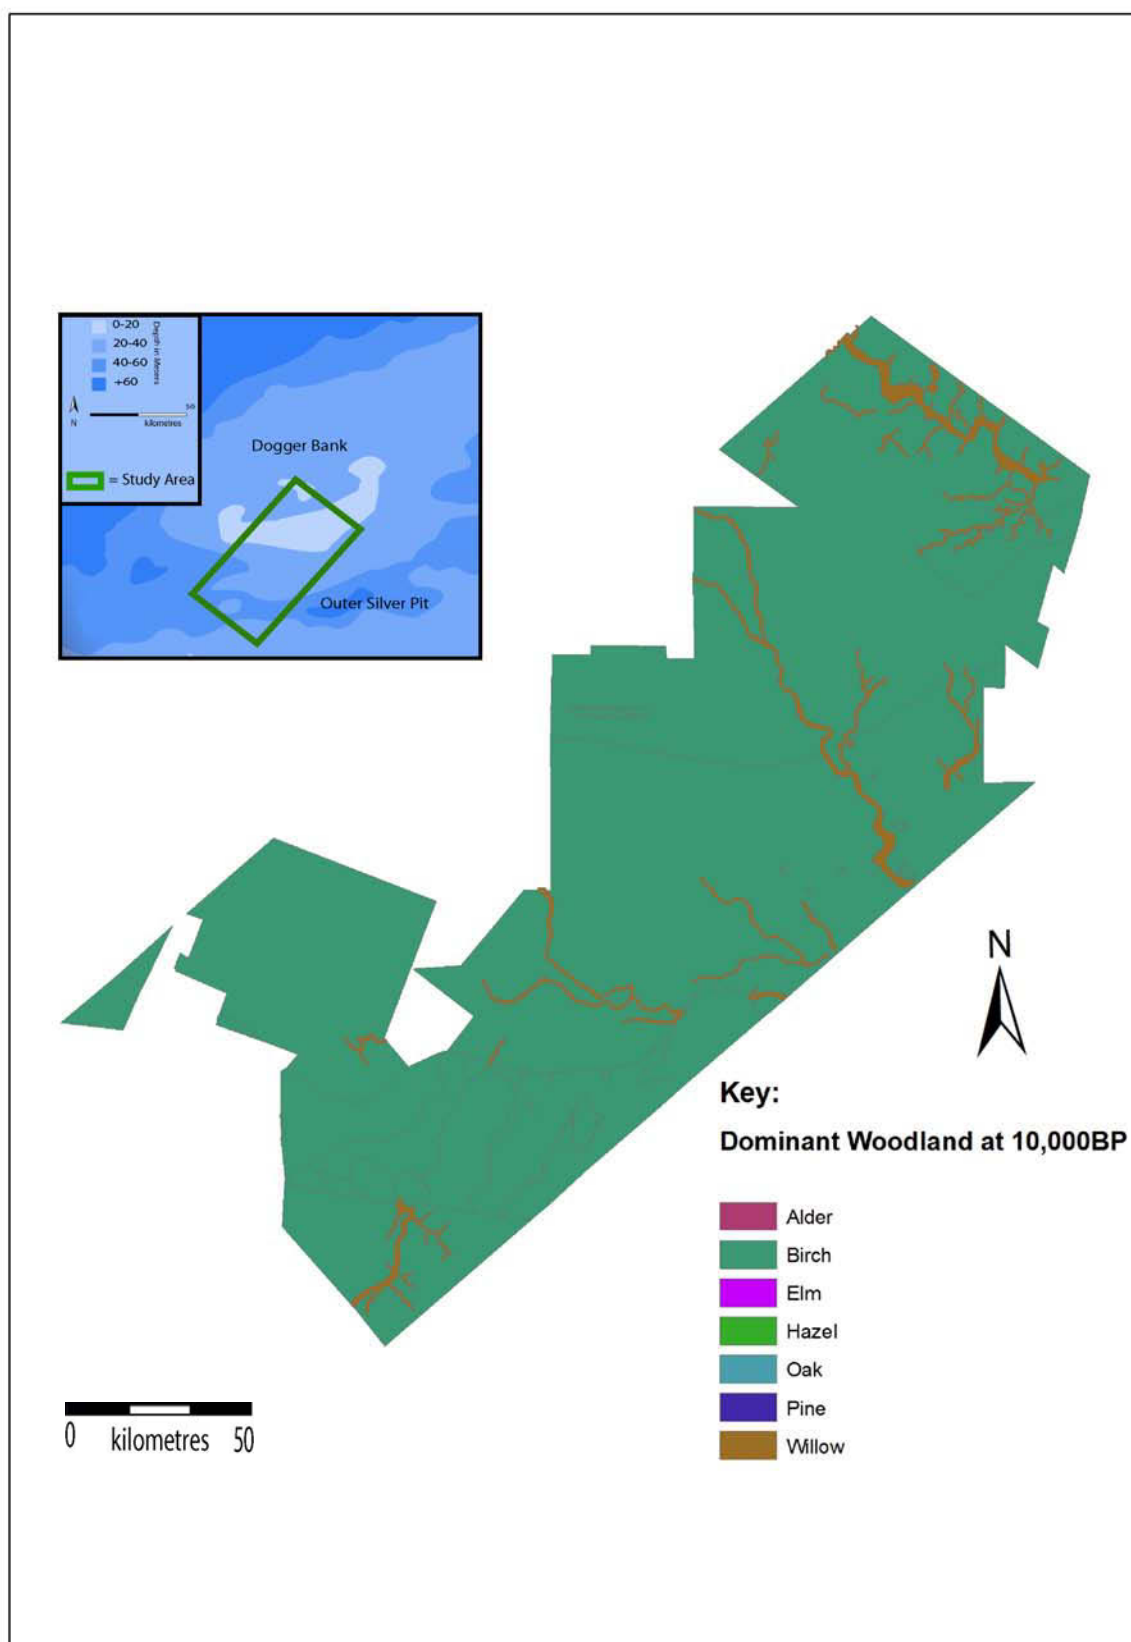 0-20
20-40
40-60
+60
Depth in Meters
N
50
kilometres
= Study Area
Dogger Bank
Outer Silver Pit
N
Key:
Dominant Woodland at 10,000BP
Alder
Birch
Elm
Hazel
Oak
Pine
Willow
0 kilometres 50